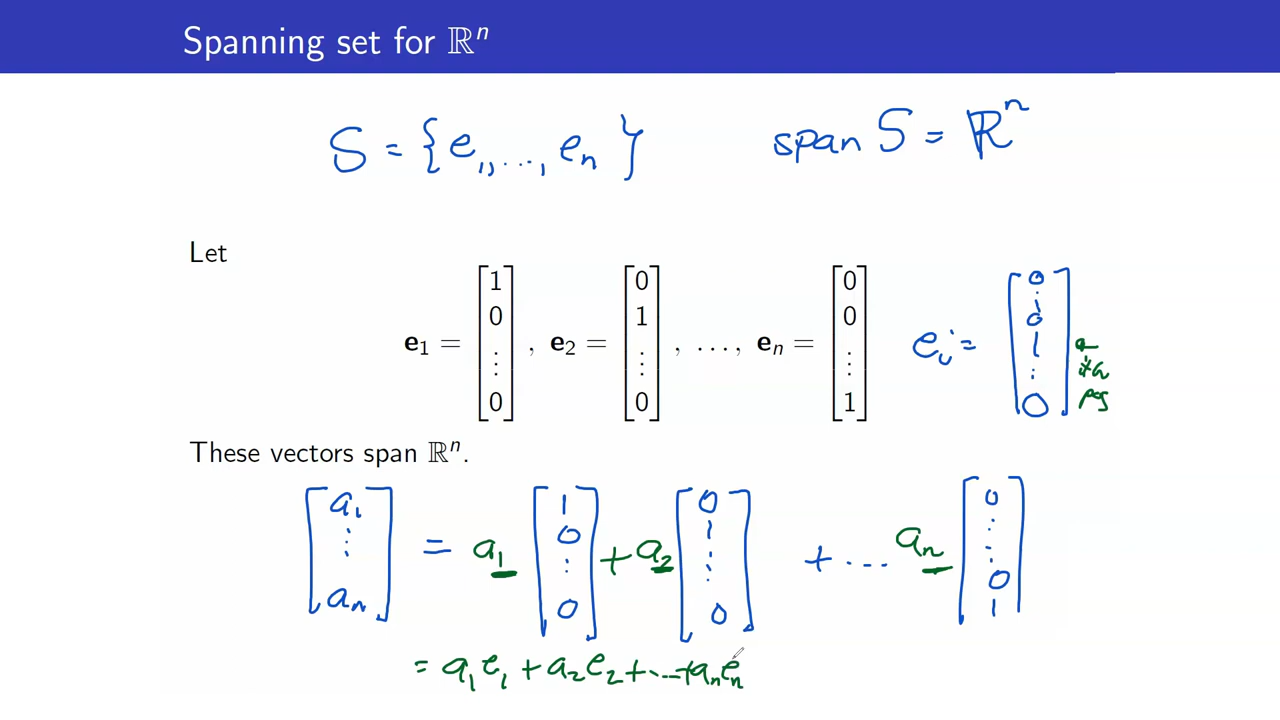 Spanning set for ℝⁿ
S = {e₁, ..., eₙ} span S = ℝⁿ
Let
e₁ = [1 0 ⋮ 0], e₂ = [0 1 ⋮ 0], ..., eₙ = [0 0 ⋮ 1] eᵢ = [0 ⋮ 0 1 ⋮ 0] ←
pos
These vectors span ℝⁿ.
[a₁ ⋮ aₙ] = a₁ [1 0 ⋮ 0] + a₂ [0 1 ⋮ 0] + ... aₙ [0 ⋮ 0 1]
= a₁e₁ + a₂e₂ + ... + aₙeₙ